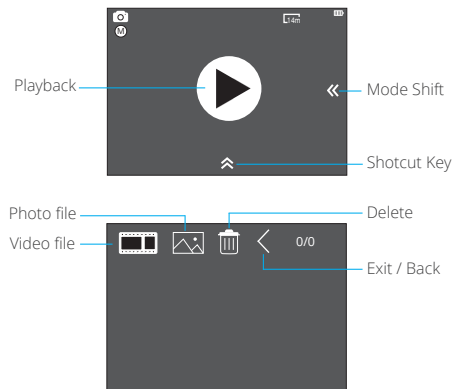 14m
M
Playback
Mode Shift
Shotcut Key
Photo file
Delete
Video file
0/0
Exit / Back